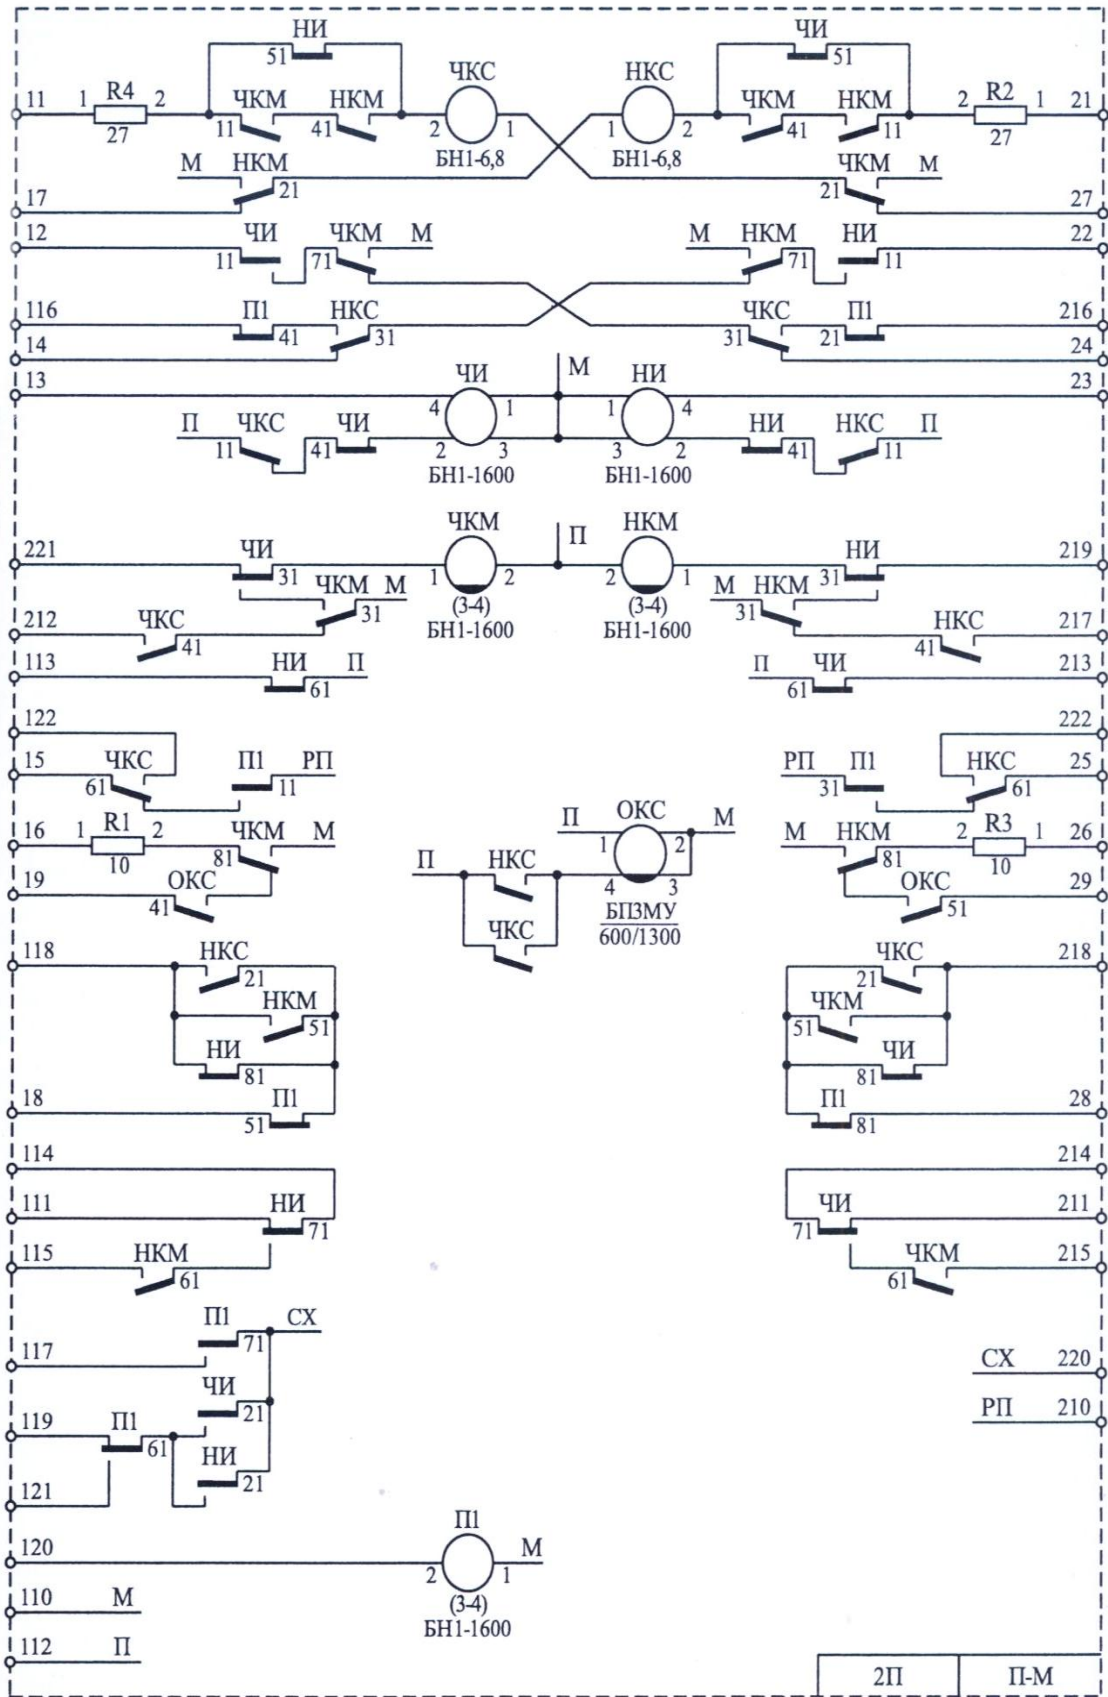 НИ ЧИ
51 ЧКС НКС 51
11 1 R4 2 ЧКМ НКМ ЧКМ НКМ 2 R2 1 21
27 11 41 2 1 1 2 41 11 27
БН1-6,8 БН1-6,8
М НКМ ЧКМ М
17 21 21 27
12 ЧИ ЧКМ М М НКМ НИ 22
11 71 71 11
116 П1 НКС ЧКС П1 216
41 31 31 21
14 24
13 ЧИ М НИ 23
4 1 1 4
П ЧКС ЧИ НИ НКС П
11 41 2 3 3 2 41 11
БН1-1600 БН1-1600
ЧКМ П НКМ
221 ЧИ НИ 219
31 1 2 2 1 31
ЧКМ М (3-4) (3-4) М НКМ
31 БН1-1600 БН1-1600 31
212 ЧКС НКС 217
41 41
113 НИ П П ЧИ 213
61 61
122 222
15 ЧКС П1 РП РП П1 НКС 25
61 11 31 61
П ОКС М
16 1 R1 2 ЧКМ М 1 2 М НКМ 2 R3 1 26
10 81 П НКС 81 10
19 ОКС 4 3 ОКС 29
41 БПЗМУ 51
ЧКС 600/1300
118 НКС ЧКС 218
21 21
НКМ ЧКМ
51 51
НИ ЧИ
81 81
18 П1 П1 28
51 81
114 214
111 НИ ЧИ 211
71 71
115 НКМ ЧКМ 215
61 61
П1 СХ
117 71 СХ 220
ЧИ
119 П1 21 РП 210
61 НИ
21
121
П1
120 М
2 1
(3-4)
110 М БН1-1600
112 П
2П П-М